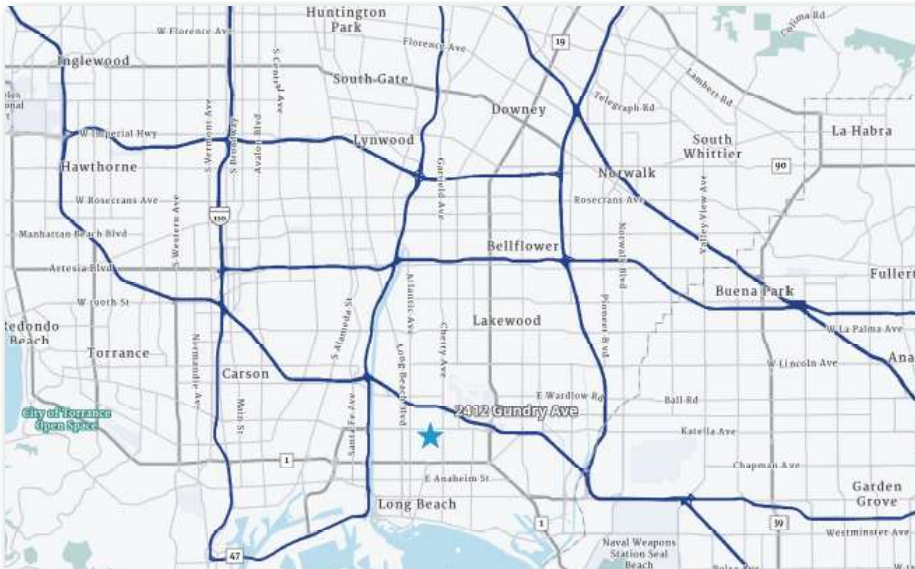 Huntington
Park
Colima Rd
W Florence Ave
Florence Ave
19
Inglewood
S Central Ave
South Gate
Lambert Rd
Telegraph Rd
Downey
S Vermont Ave
S Broadway
Avalon Blvd
W Imperial Hwy
Lynwood
South
Whittier
La Habra
Hawthorne
Garfield Ave
Norwalk
90
W Rosecrans Ave
Rosecrans Ave
Valley View Ave
110
S Western Ave
Manhattan Beach Blvd
Norwalk Blvd
Bellflower
Artesia Blvd
Fullert
Buena Park
W 190th St
Atlantic Ave
Pioneer Blvd
S Alameda St
Cherry Ave
Lakewood
W La Palma Ave
Redondo
Beach
Torrance
Normandie Ave
Long Beach Blvd
W Lincoln Ave
Ana
Carson
Main St
Santa Fe Ave
E Wardlow Rd
Ball Rd
2412 Gundry Ave
City of Torrance
Open Space
Katella Ave
1
Chapman Ave
E Anaheim St
Garden
Grove
Long Beach
1
39
Westminster Ave
Naval Weapons
Station Seal
Beach
47